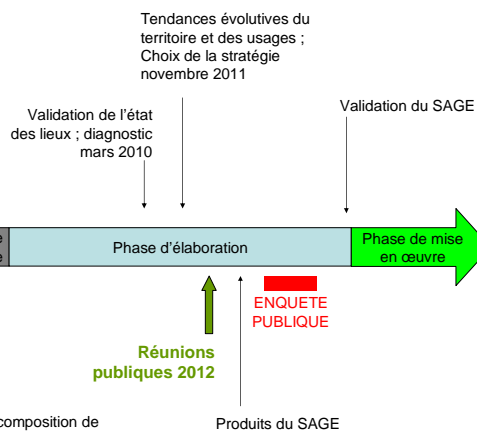 Tendances évolutives du
territoire et des usages ;
Choix de la stratégie
novembre 2011
Validation de l'état
des lieux ; diagnostic
mars 2010
Validation du SAGE
Phase d'élaboration
Phase de mise
en œuvre
ENQUETE
PUBLIQUE
Réunions
publiques 2012
composition de
Produits du SAGE